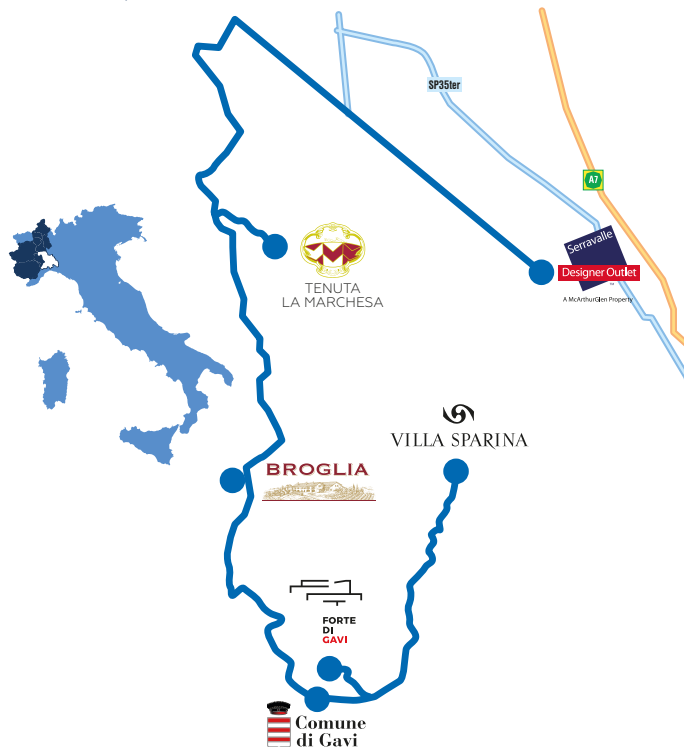 SP35ter
A7
Serravalle
Designer Outlet
A McArthurGlen Property
TENUTA
LA MARCHESA
VILLA SPARINA
BROGLIA
FORTE
DI
GAVI
Comune
di Gavi